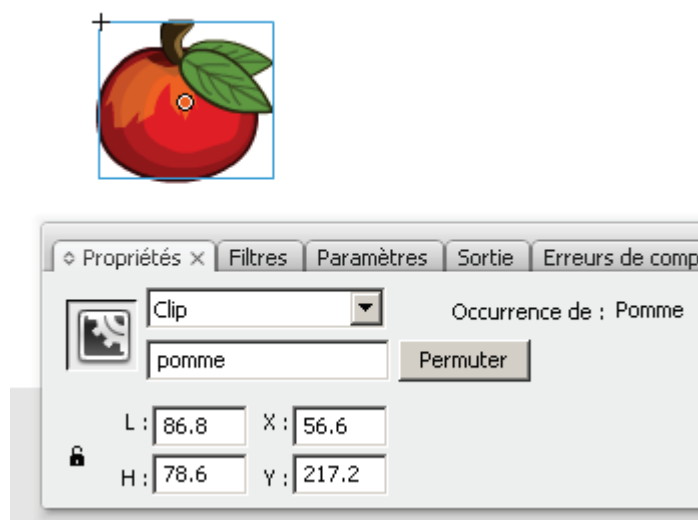 Propriétés × Filtres Paramètres Sortie Erreurs de comp
Clip Occurrence de : Pomme
pomme Permuter
L : 86.8 X : 56.6
H : 78.6 Y : 217.2